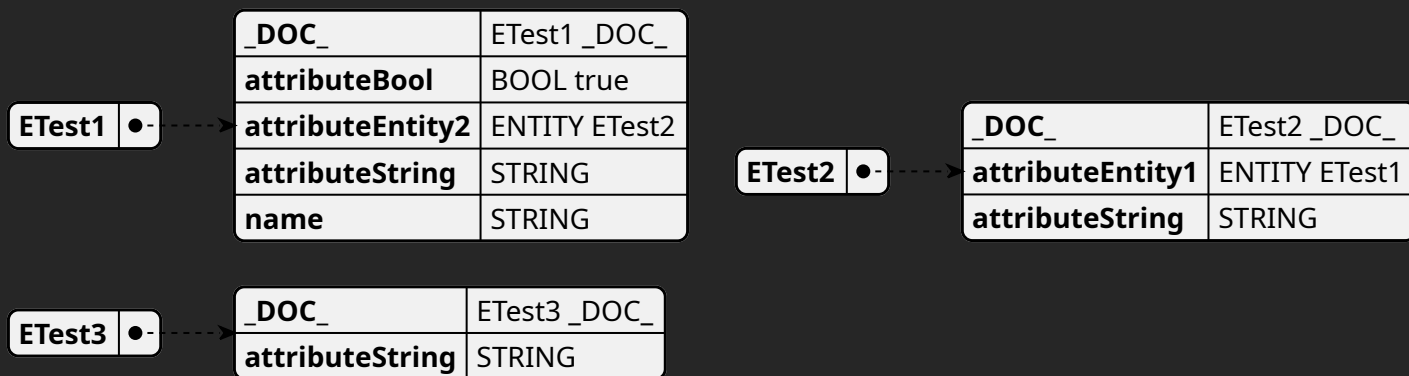 ETest1
_DOC_ ETest1 _DOC_
attributeBool BOOL true
attributeEntity2 ENTITY ETest2
attributeString STRING
name STRING
ETest2
_DOC_ ETest2 _DOC_
attributeEntity1 ENTITY ETest1
attributeString STRING
ETest3
_DOC_ ETest3 _DOC_
attributeString STRING